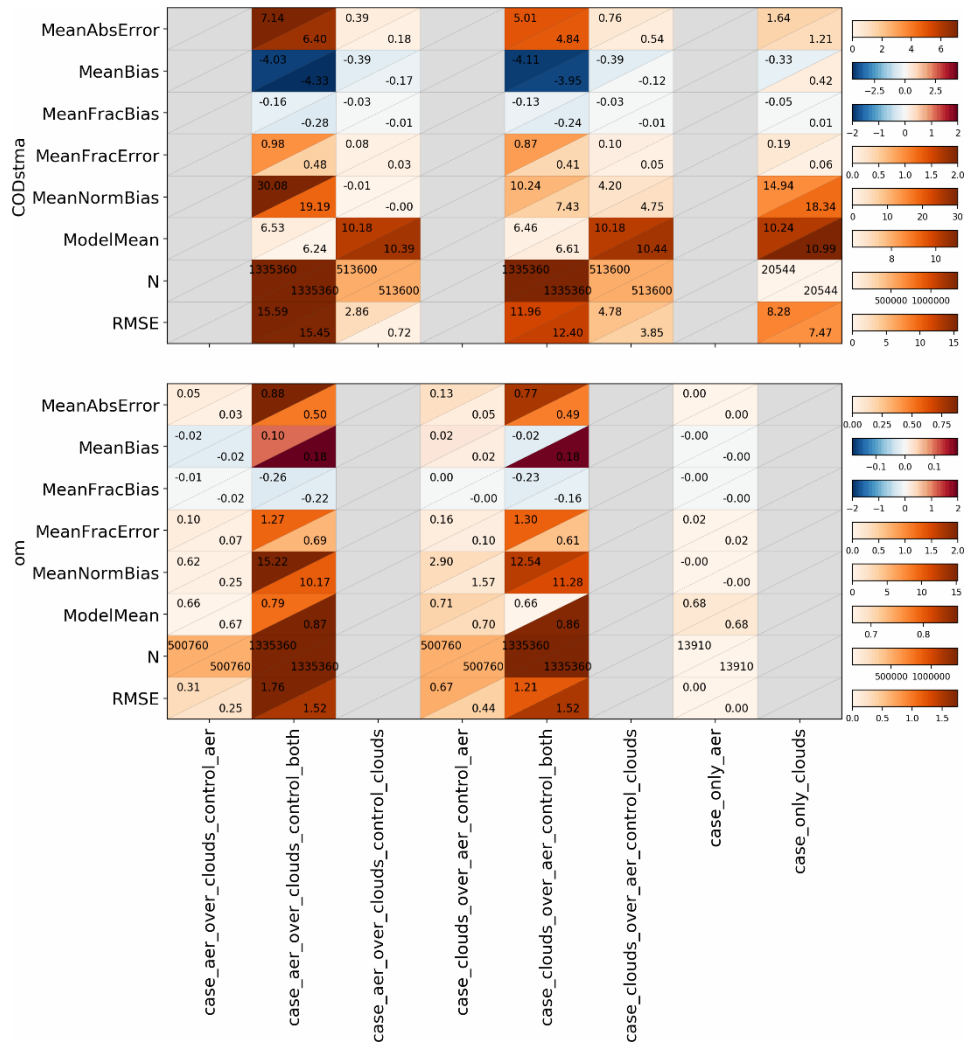 CODstma
MeanAbsError 7.14 6.40 0.39 0.18 5.01 4.84 0.76 0.54 1.64 1.21 0 2 4 6
MeanBias -4.03 -4.33 -0.39 -0.17 -4.11 -3.95 -0.39 -0.12 -0.33 0.42 −2.5 0.0 2.5
MeanFracBias -0.16 -0.28 -0.03 -0.01 -0.13 -0.24 -0.03 -0.01 -0.05 0.01 −2 −1 0 1 2
MeanFracError 0.98 0.48 0.08 0.03 0.87 0.41 0.10 0.05 0.19 0.06 0.0 0.5 1.0 1.5 2.0
MeanNormBias 30.08 19.19 -0.01 -0.00 10.24 7.43 4.20 4.75 14.94 18.34 0 10 20 30
ModelMean 6.53 6.24 10.18 10.39 6.46 6.61 10.18 10.44 10.24 10.99 8 10
N 1335360 1335360 513600 513600 1335360 1335360 513600 513600 20544 20544 500000 1000000
RMSE 15.59 15.45 2.86 0.72 11.96 12.40 4.78 3.85 8.28 7.47 0 5 10 15
om
MeanAbsError 0.05 0.03 0.88 0.50 0.13 0.05 0.77 0.49 0.00 0.00 0.00 0.25 0.50 0.75
MeanBias -0.02 -0.02 0.10 0.18 0.02 0.02 -0.02 0.18 -0.00 -0.00 −0.1 0.0 0.1
MeanFracBias -0.01 -0.02 -0.26 -0.22 0.00 -0.00 -0.23 -0.16 -0.00 -0.00 −2 −1 0 1 2
MeanFracError 0.10 0.07 1.27 0.69 0.16 0.10 1.30 0.61 0.02 0.02 0.0 0.5 1.0 1.5 2.0
MeanNormBias 0.62 0.25 15.22 10.17 2.90 1.57 12.54 11.28 -0.00 -0.00 0 5 10 15
ModelMean 0.66 0.67 0.79 0.87 0.71 0.70 0.66 0.86 0.68 0.68 0.7 0.8
N 500760 500760 1335360 1335360 500760 500760 1335360 1335360 13910 13910 500000 1000000
RMSE 0.31 0.25 1.76 1.52 0.67 0.44 1.21 1.52 0.00 0.00 0.0 0.5 1.0 1.5
case_aer_over_clouds_control_aer
case_aer_over_clouds_control_both
case_aer_over_clouds_control_clouds
case_clouds_over_aer_control_aer
case_clouds_over_aer_control_both
case_clouds_over_aer_control_clouds
case_only_aer
case_only_clouds